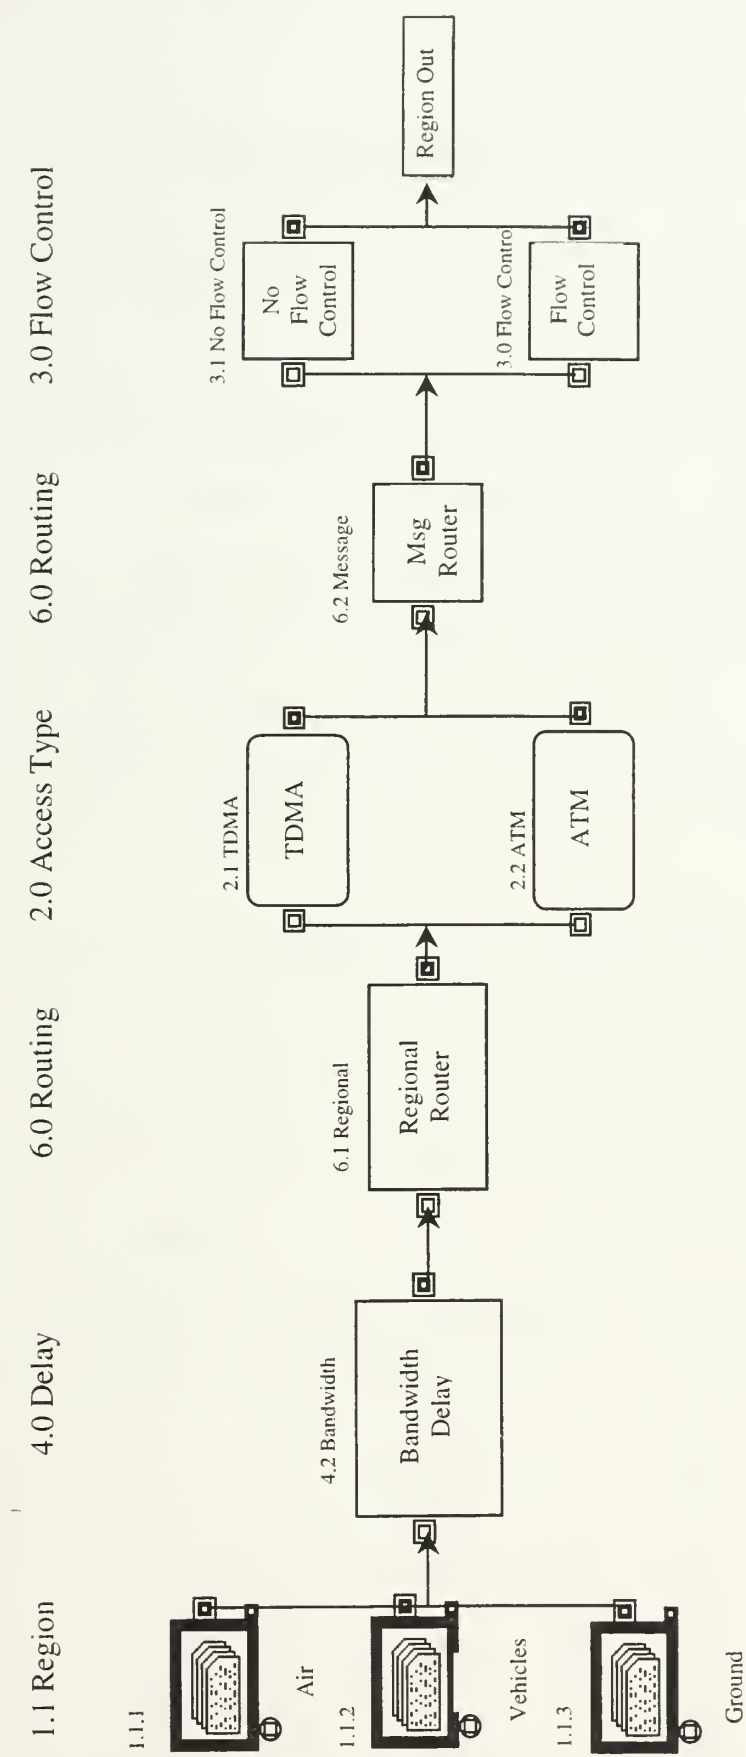 1.1 Region
4.0 Delay
6.0 Routing
2.0 Access Type
6.0 Routing
3.0 Flow Control
1.1.1
Air
1.1.2
Vehicles
1.1.3
Ground
4.2 Bandwidth
Bandwidth
Delay
6.1 Regional
Regional
Router
2.1 TDMA
TDMA
2.2 ATM
ATM
6.2 Message
Msg
Router
3.1 No Flow Control
No
Flow
Control
3.0 Flow Contro
Flow
Control
Region Out